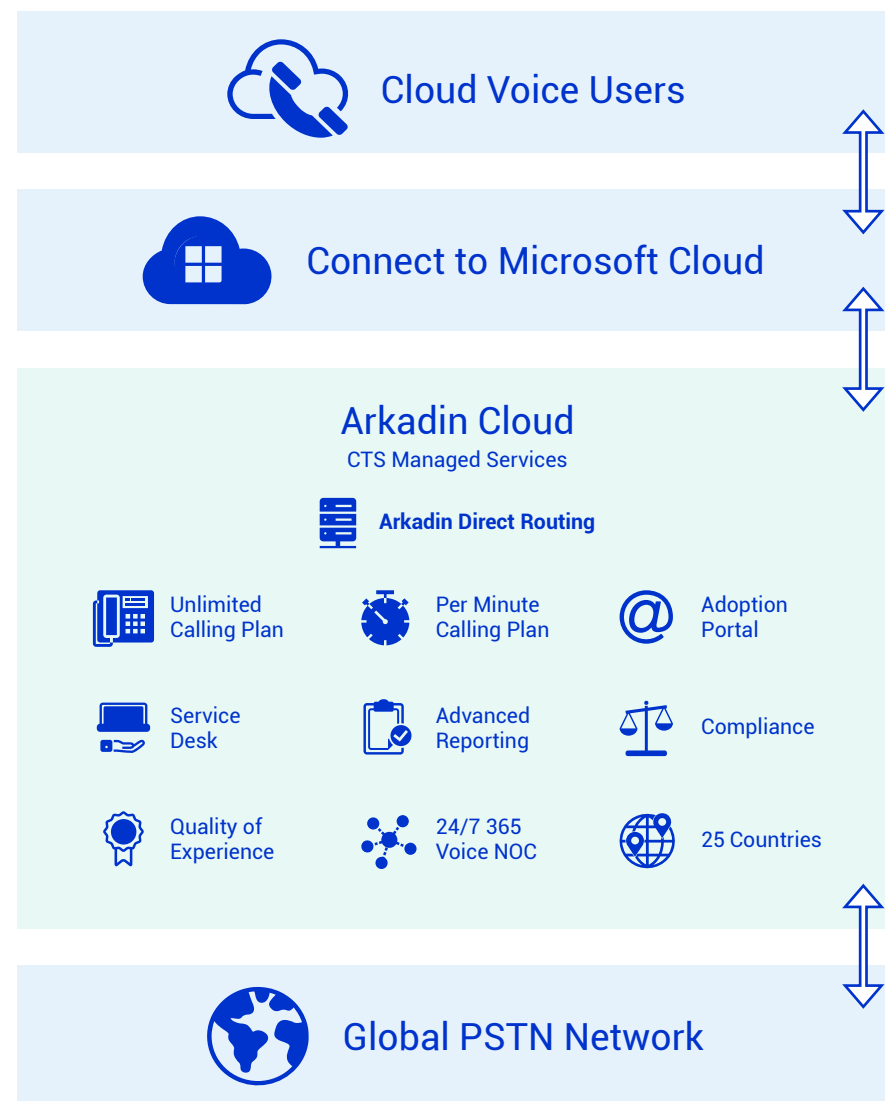 Cloud Voice Users
Connect to Microsoft Cloud
Arkadin Cloud
CTS Managed Services
Arkadin Direct Routing
Unlimited
Calling Plan
Per Minute
Calling Plan
Adoption
Portal
Service
Desk
Advanced
Reporting
Compliance
Quality of
Experience
24/7 365
Voice NOC
25 Countries
Global PSTN Network